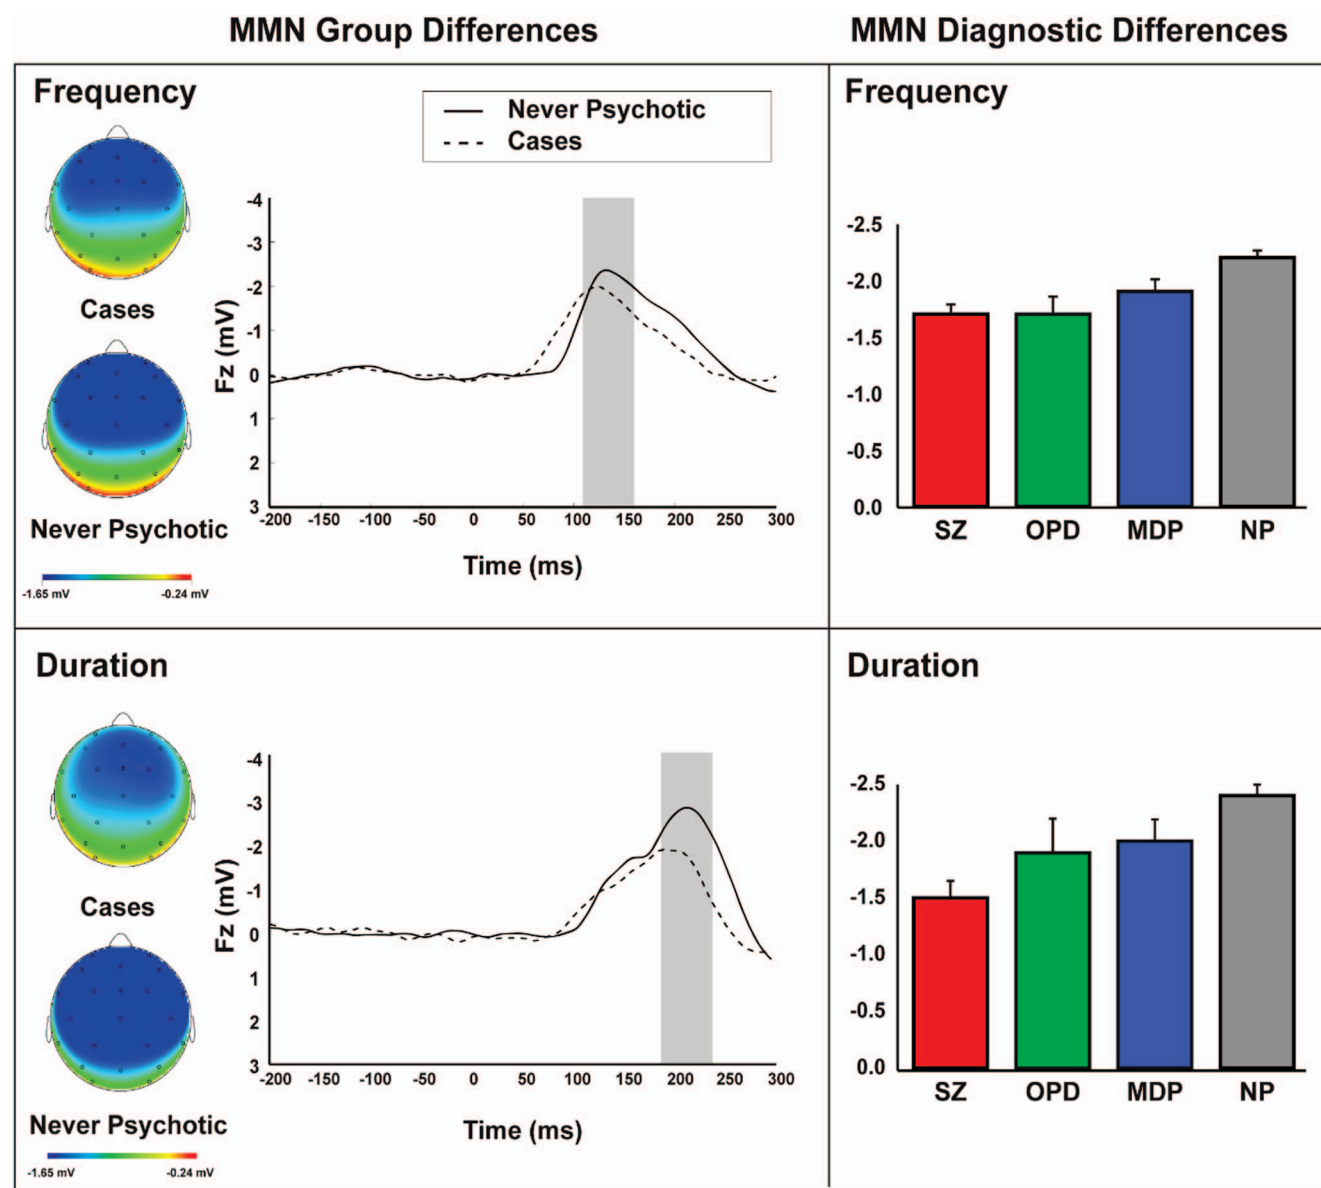 MMN Group Differences
MMN Diagnostic Differences
Frequency
Never Psychotic
Cases
Cases
Never Psychotic
-1.65 mV -0.24 mV
Fz (mV)
-4
-3
-2
-1
0
1
2
3
-200 -150 -100 -50 0 50 100 150 200 250 300
Time (ms)
Frequency
-2.5
-2.0
-1.5
-1.0
-0.5
0.0
SZ OPD MDP NP
Duration
Cases
Never Psychotic
-1.65 mV -0.24 mV
Fz (mV)
-4
-3
-2
-1
0
1
2
3
-200 -150 -100 -50 0 50 100 150 200 250 300
Time (ms)
Duration
-2.5
-2.0
-1.5
-1.0
-0.5
0.0
SZ OPD MDP NP